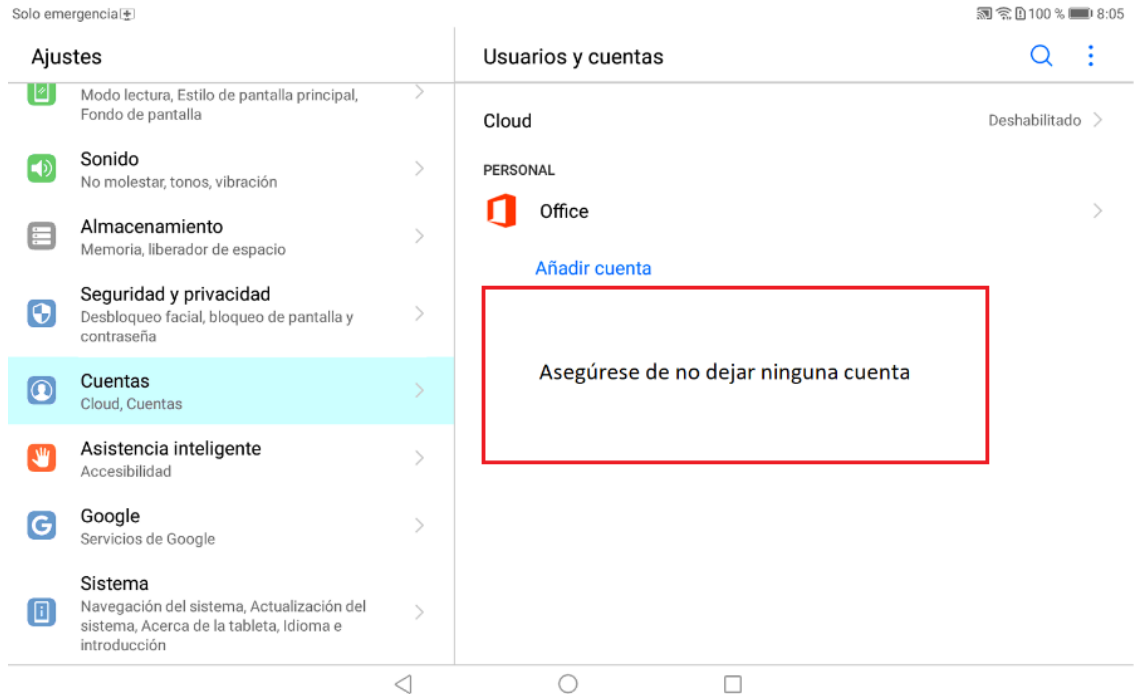 Solo emergencia
100 % 8:05
Ajustes
Modo lectura, Estilo de pantalla principal,
Fondo de pantalla
Sonido
No molestar, tonos, vibración
Almacenamiento
Memoria, liberador de espacio
Seguridad y privacidad
Desbloqueo facial, bloqueo de pantalla y
contraseña
Cuentas
Cloud, Cuentas
Asistencia inteligente
Accesibilidad
Google
Servicios de Google
Sistema
Navegación del sistema, Actualización del
sistema, Acerca de la tableta, Idioma e
introducción
Usuarios y cuentas
Cloud
Deshabilitado
PERSONAL
Office
Añadir cuenta
Asegúrese de no dejar ninguna cuenta